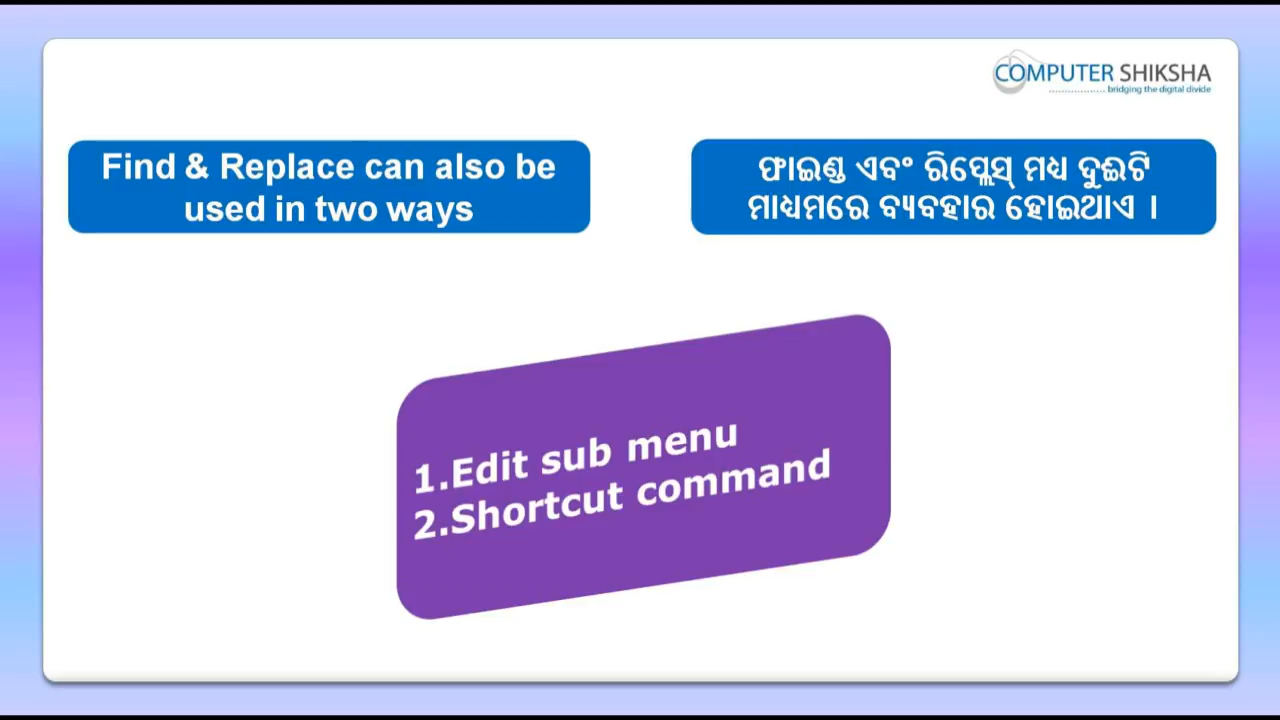 COMPUTER SHIKSHA
bridging the digital divide
Find & Replace can also be
used in two ways
ଫାଇଣ୍ଡ ଏବଂ ରିପ୍ଲେସ୍ ମଧ୍ୟ ଦୁଇଟି
ମାଧ୍ୟମରେ ବ୍ୟବହାର ହୋଇଥାଏ ।
1.Edit sub menu
2.Shortcut command